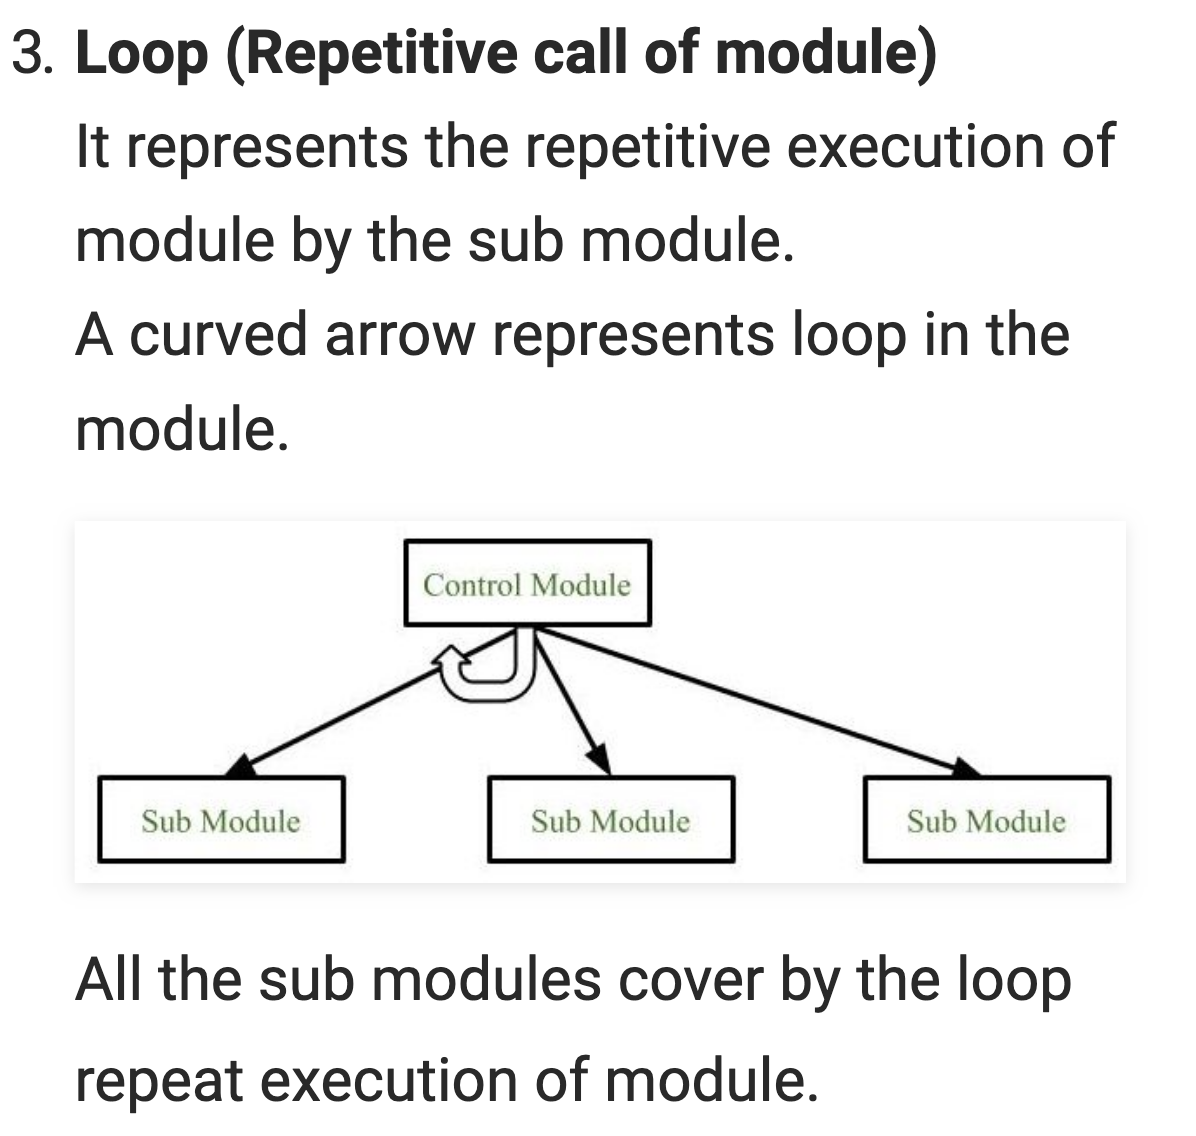 3. Loop (Repetitive call of module)
It represents the repetitive execution of
module by the sub module.
A curved arrow represents loop in the
module.
Control Module
Sub Module
Sub Module
Sub Module
All the sub modules cover by the loop
repeat execution of module.